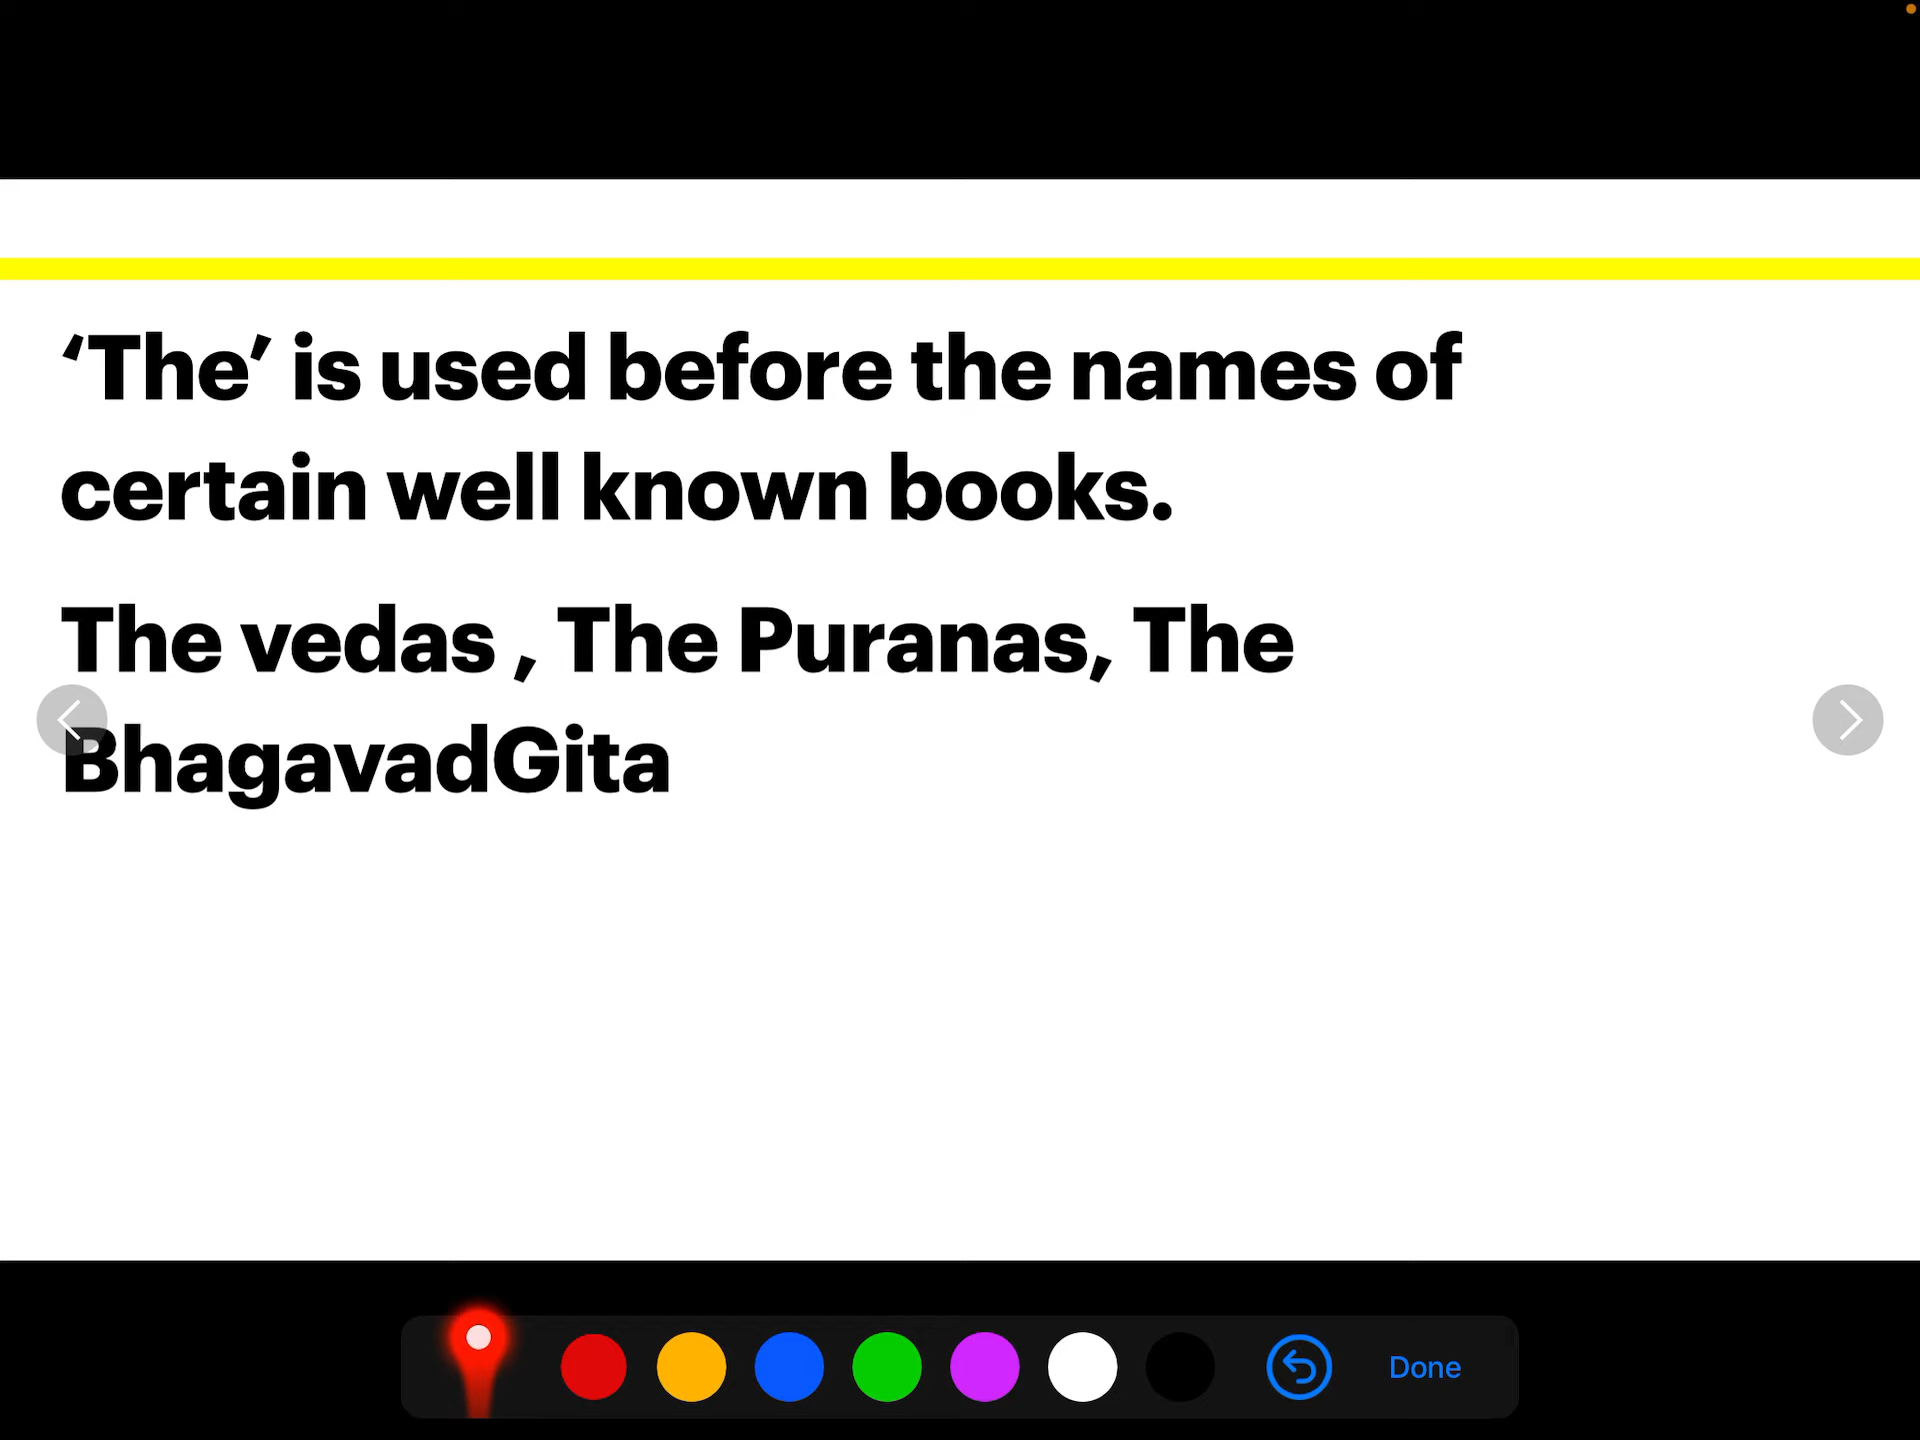 ‘The’ is used before the names of
certain well known books.
The vedas , The Puranas, The
BhagavadGita
Done